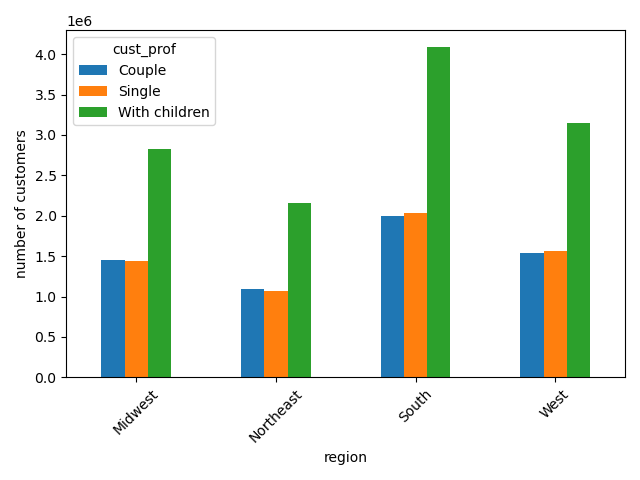 1e6
cust_prof
Couple
Single
With children
number of customers
4.0
3.5
3.0
2.5
2.0
1.5
1.0
0.5
0.0
Midwest
Northeast
South
West
region